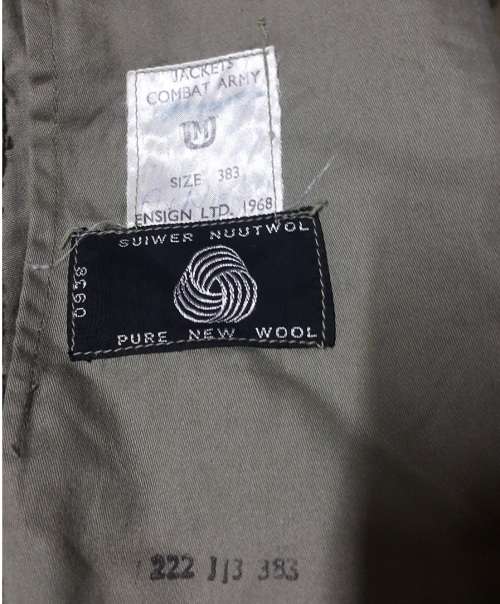 JACKETS
COMBAT ARMY
U M
SIZE 383
ENSIGN LTD. 1968
SUIWER NUUTWOL
0938
PURE NEW WOOL
222 J/3 383